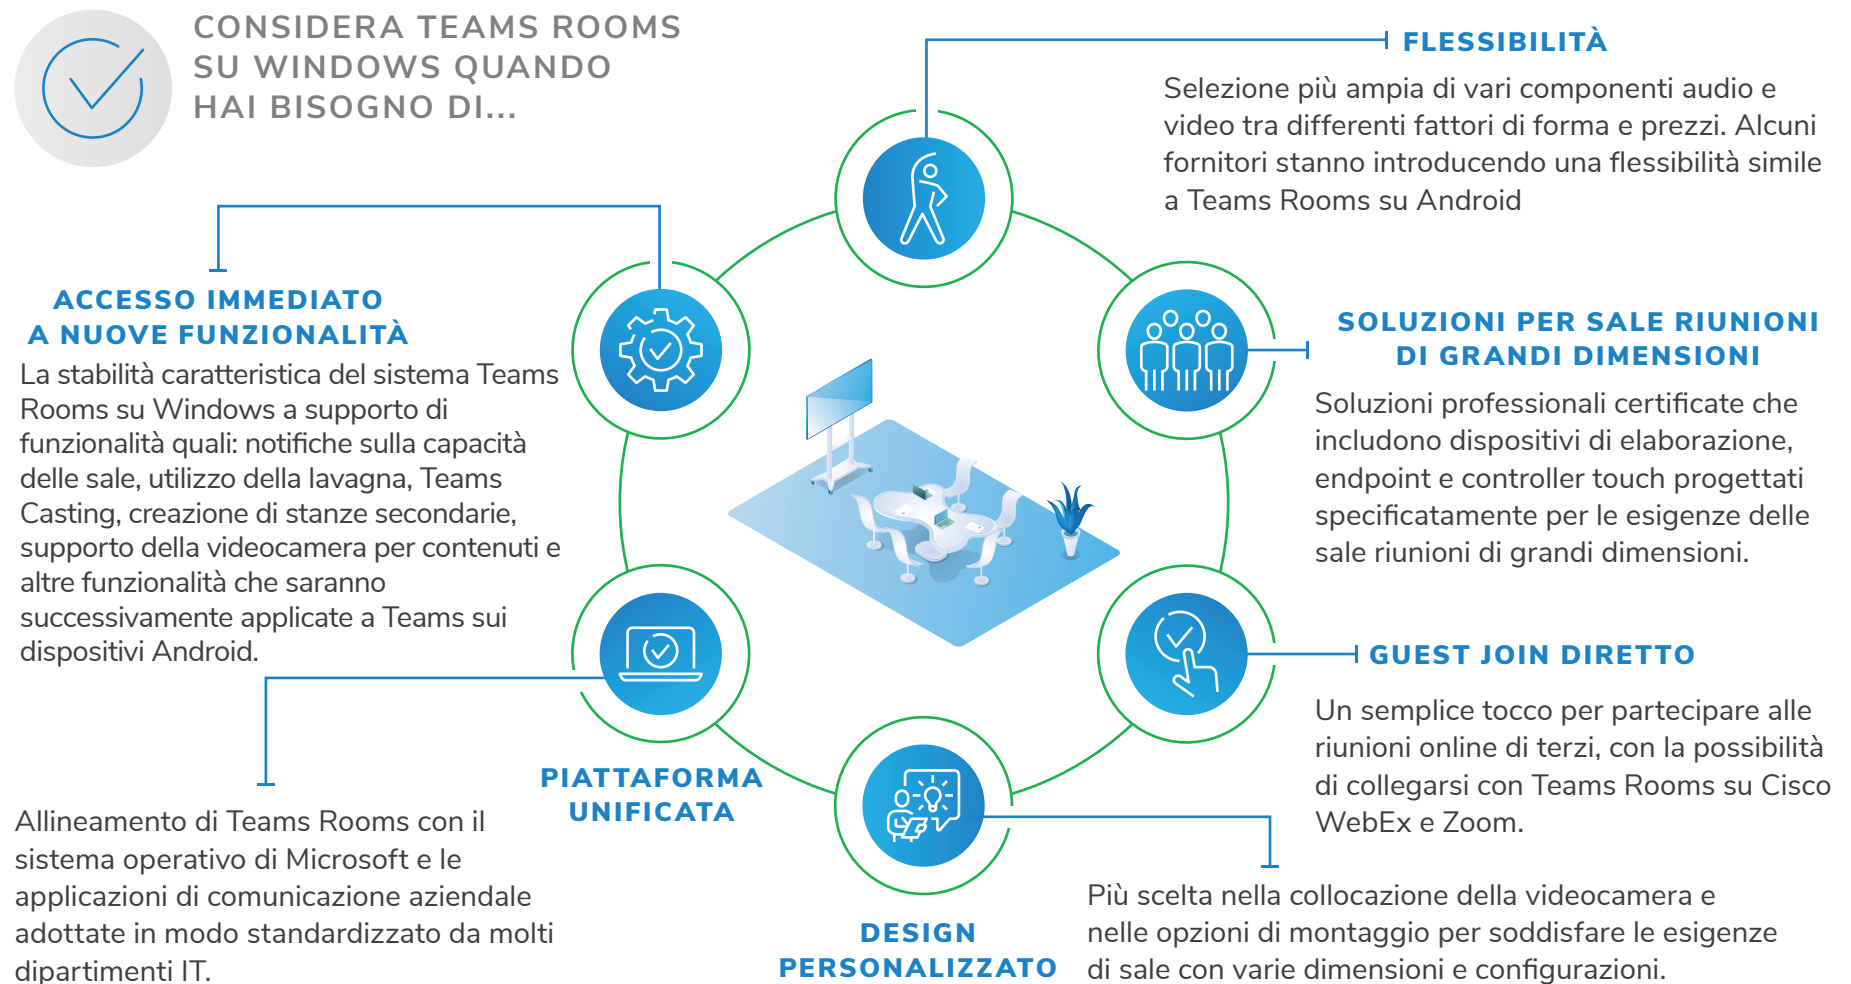 CONSIDERA TEAMS ROOMS
SU WINDOWS QUANDO
HAI BISOGNO DI...
FLESSIBILITÀ
Selezione più ampia di vari componenti audio e
video tra differenti fattori di forma e prezzi. Alcuni
fornitori stanno introducendo una flessibilità simile
a Teams Rooms su Android
SOLUZIONI PER SALE RIUNIONI
DI GRANDI DIMENSIONI
Soluzioni professionali certificate che
includono dispositivi di elaborazione,
endpoint e controller touch progettati
specificatamente per le esigenze delle
sale riunioni di grandi dimensioni.
GUEST JOIN DIRETTO
Un semplice tocco per partecipare alle
riunioni online di terzi, con la possibilità
di collegarsi con Teams Rooms su Cisco
WebEx e Zoom.
DESIGN
PERSONALIZZATO
Più scelta nella collocazione della videocamera e
nelle opzioni di montaggio per soddisfare le esigenze
di sale con varie dimensioni e configurazioni.
PIATTAFORMA
UNIFICATA
Allineamento di Teams Rooms con il
sistema operativo di Microsoft e le
applicazioni di comunicazione aziendale
adottate in modo standardizzato da molti
dipartimenti IT.
ACCESSO IMMEDIATO
A NUOVE FUNZIONALITÀ
La stabilità caratteristica del sistema Teams
Rooms su Windows a supporto di
funzionalità quali: notifiche sulla capacità
delle sale, utilizzo della lavagna, Teams
Casting, creazione di stanze secondarie,
supporto della videocamera per contenuti e
altre funzionalità che saranno
successivamente applicate a Teams sui
dispositivi Android.